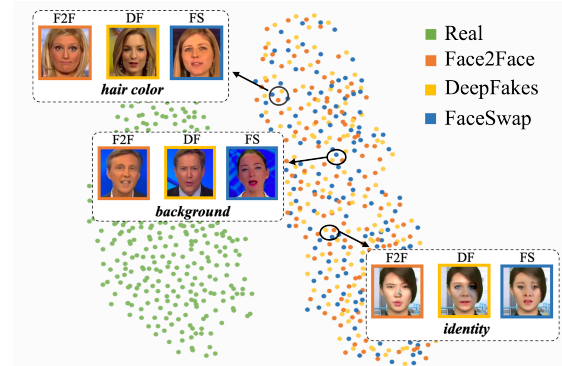 F2F DF FS
hair color
Real
Face2Face
DeepFakes
FaceSwap
F2F DF FS
background
F2F DF FS
identity